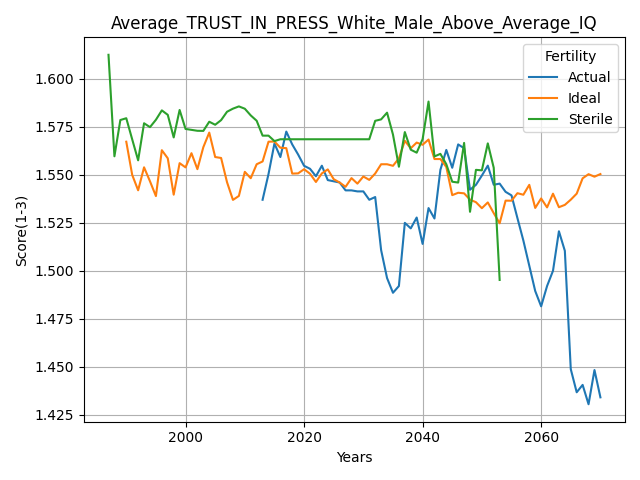 Average_TRUST_IN_PRESS_White_Male_Above_Average_IQ
Fertility
Actual
Ideal
Sterile
Score(1-3)
1.600
1.575
1.550
1.525
1.500
1.475
1.450
1.425
2000
2020
2040
2060
Years